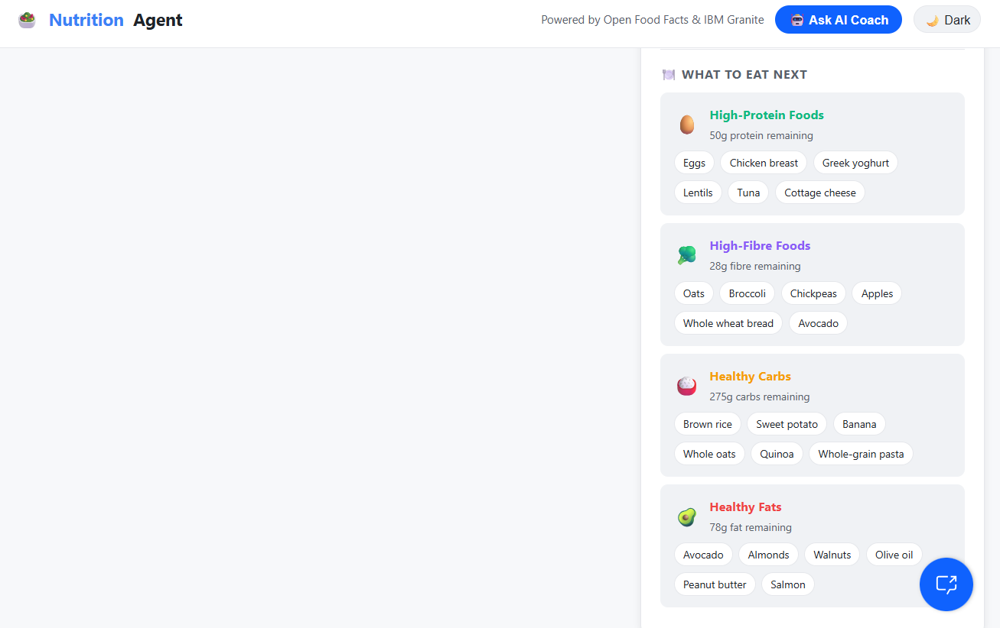 Nutrition Agent
Powered by Open Food Facts & IBM Granite
Ask AI Coach
Dark
WHAT TO EAT NEXT
High-Protein Foods
50g protein remaining
Eggs Chicken breast Greek yoghurt
Lentils Tuna Cottage cheese
High-Fibre Foods
28g fibre remaining
Oats Broccoli Chickpeas Apples
Whole wheat bread Avocado
Healthy Carbs
275g carbs remaining
Brown rice Sweet potato Banana
Whole oats Quinoa Whole-grain pasta
Healthy Fats
78g fat remaining
Avocado Almonds Walnuts Olive oil
Peanut butter Salmon